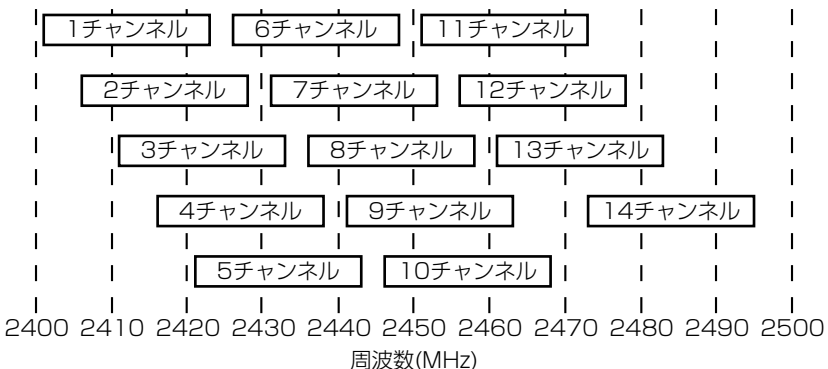 1チャンネル 6チャンネル 11チャンネル
2チャンネル 7チャンネル 12チャンネル
3チャンネル 8チャンネル 13チャンネル
4チャンネル 9チャンネル 14チャンネル
5チャンネル 10チャンネル
2400 2410 2420 2430 2440 2450 2460 2470 2480 2490 2500
周波数(MHz)